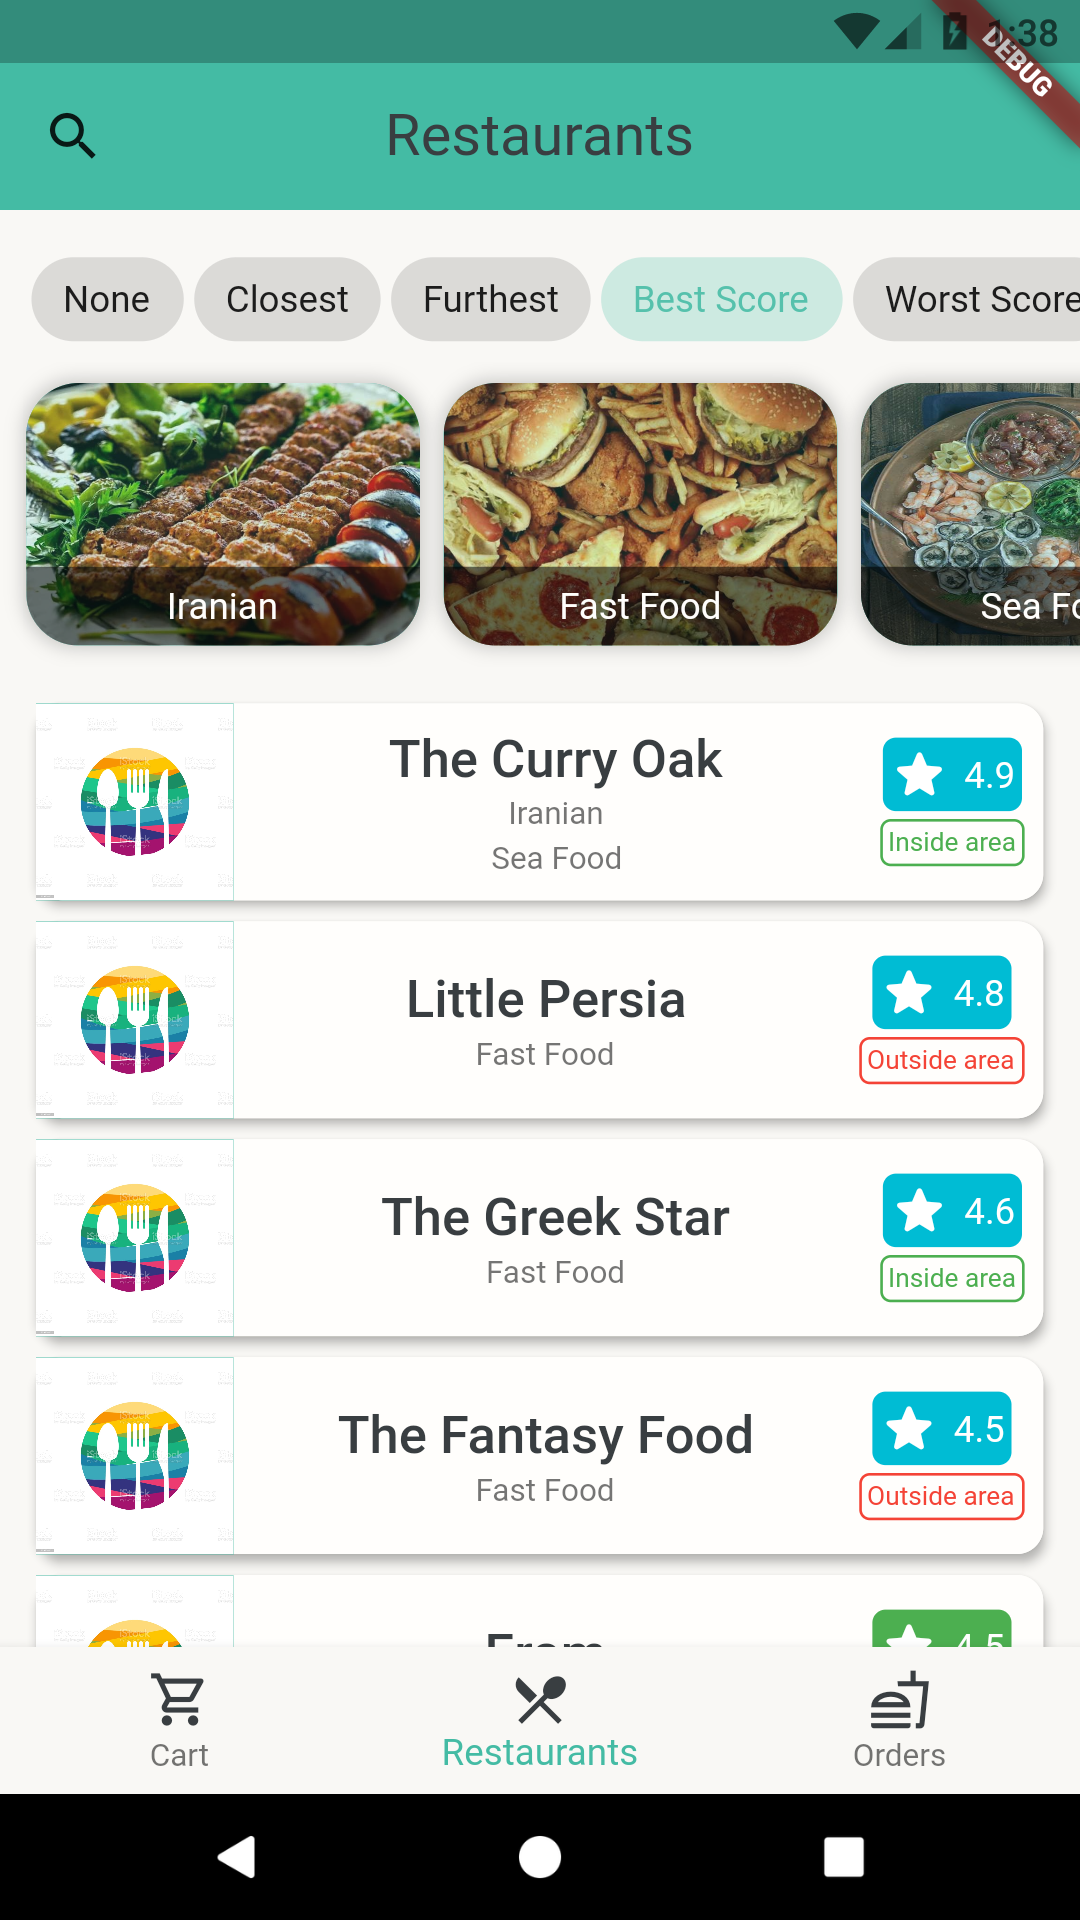 1:38
DEBUG
Restaurants
None
Closest
Furthest
Best Score
Worst Score
Iranian
Fast Food
Sea Fo
The Curry Oak
Iranian
Sea Food
4.9
Inside area
Little Persia
Fast Food
4.8
Outside area
The Greek Star
Fast Food
4.6
Inside area
The Fantasy Food
Fast Food
4.5
Outside area
4.5
Cart
Restaurants
Orders